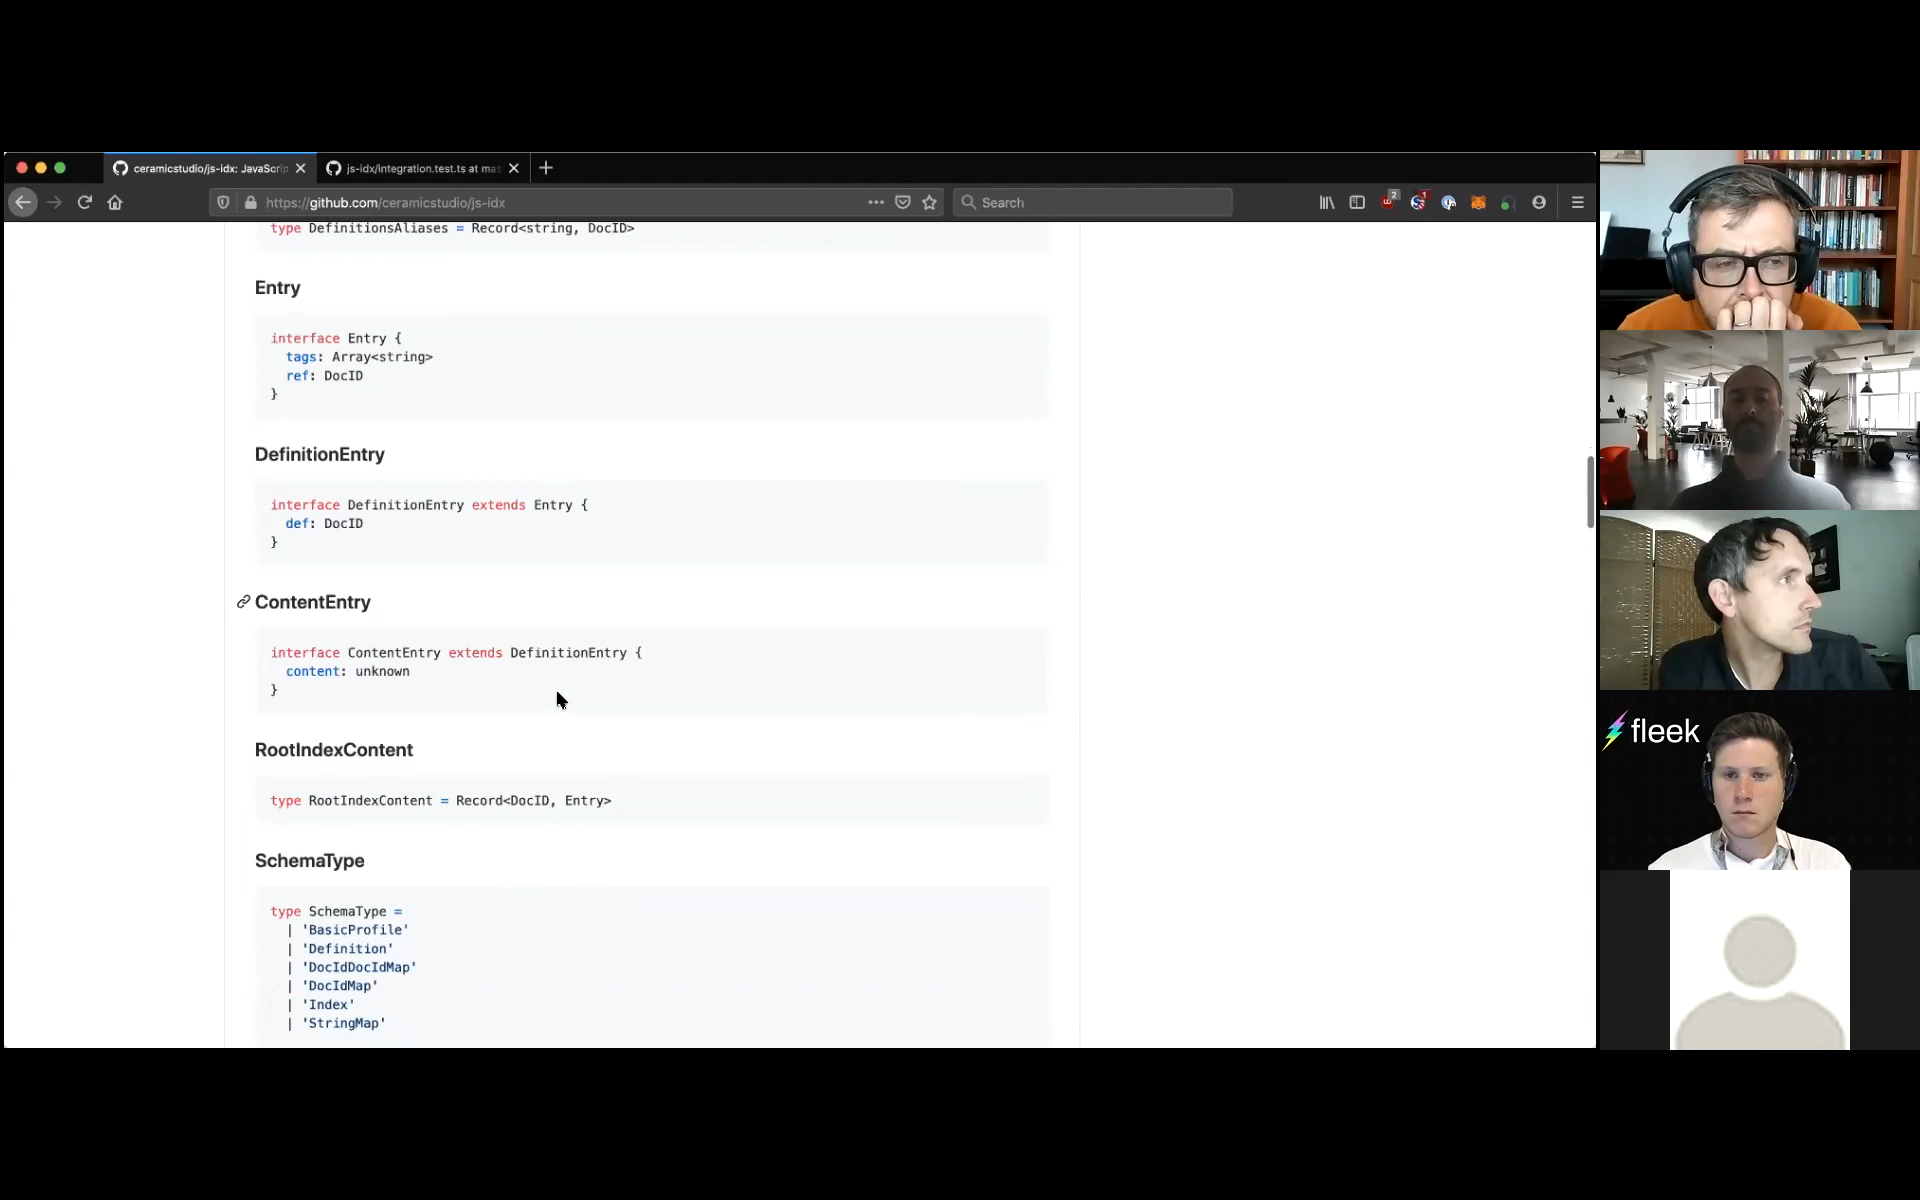 ceramicstudio/js-idx: JavaScrip
js-idx/integration.test.ts at mas
https://github.com/ceramicstudio/js-idx
Search
2
1
type DefinitionsAliases = Record<string, DocID>
Entry
interface Entry {
tags: Array<string>
ref: DocID
}
DefinitionEntry
interface DefinitionEntry extends Entry {
def: DocID
}
ContentEntry
interface ContentEntry extends DefinitionEntry {
content: unknown
}
RootIndexContent
type RootIndexContent = Record<DocID, Entry>
SchemaType
type SchemaType =
| 'BasicProfile'
| 'Definition'
| 'DocIdDocIdMap'
| 'DocIdMap'
| 'Index'
| 'StringMap'
fleek